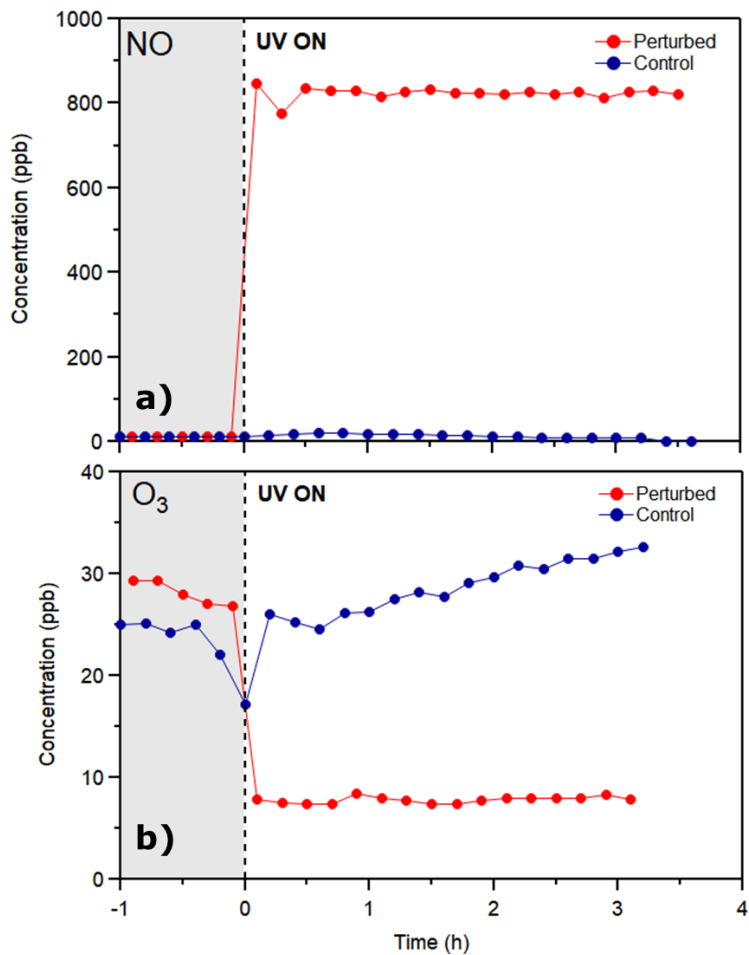 1000
NO
UV ON
Perturbed
Control
800
600
400
200
0
Concentration (ppb)
a)
40
O₃
UV ON
Perturbed
Control
30
20
10
0
Concentration (ppb)
b)
-1 0 1 2 3 4
Time (h)